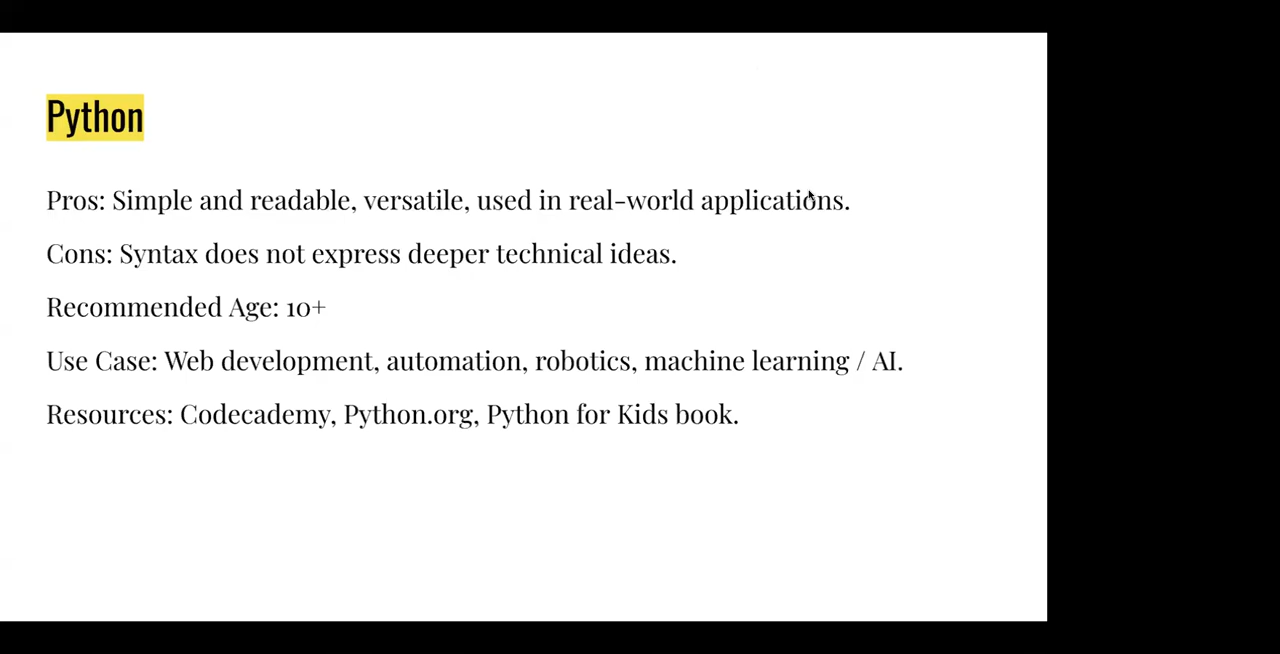 Python
Pros: Simple and readable, versatile, used in real-world applications.
Cons: Syntax does not express deeper technical ideas.
Recommended Age: 10+
Use Case: Web development, automation, robotics, machine learning / AI.
Resources: Codecademy, Python.org, Python for Kids book.